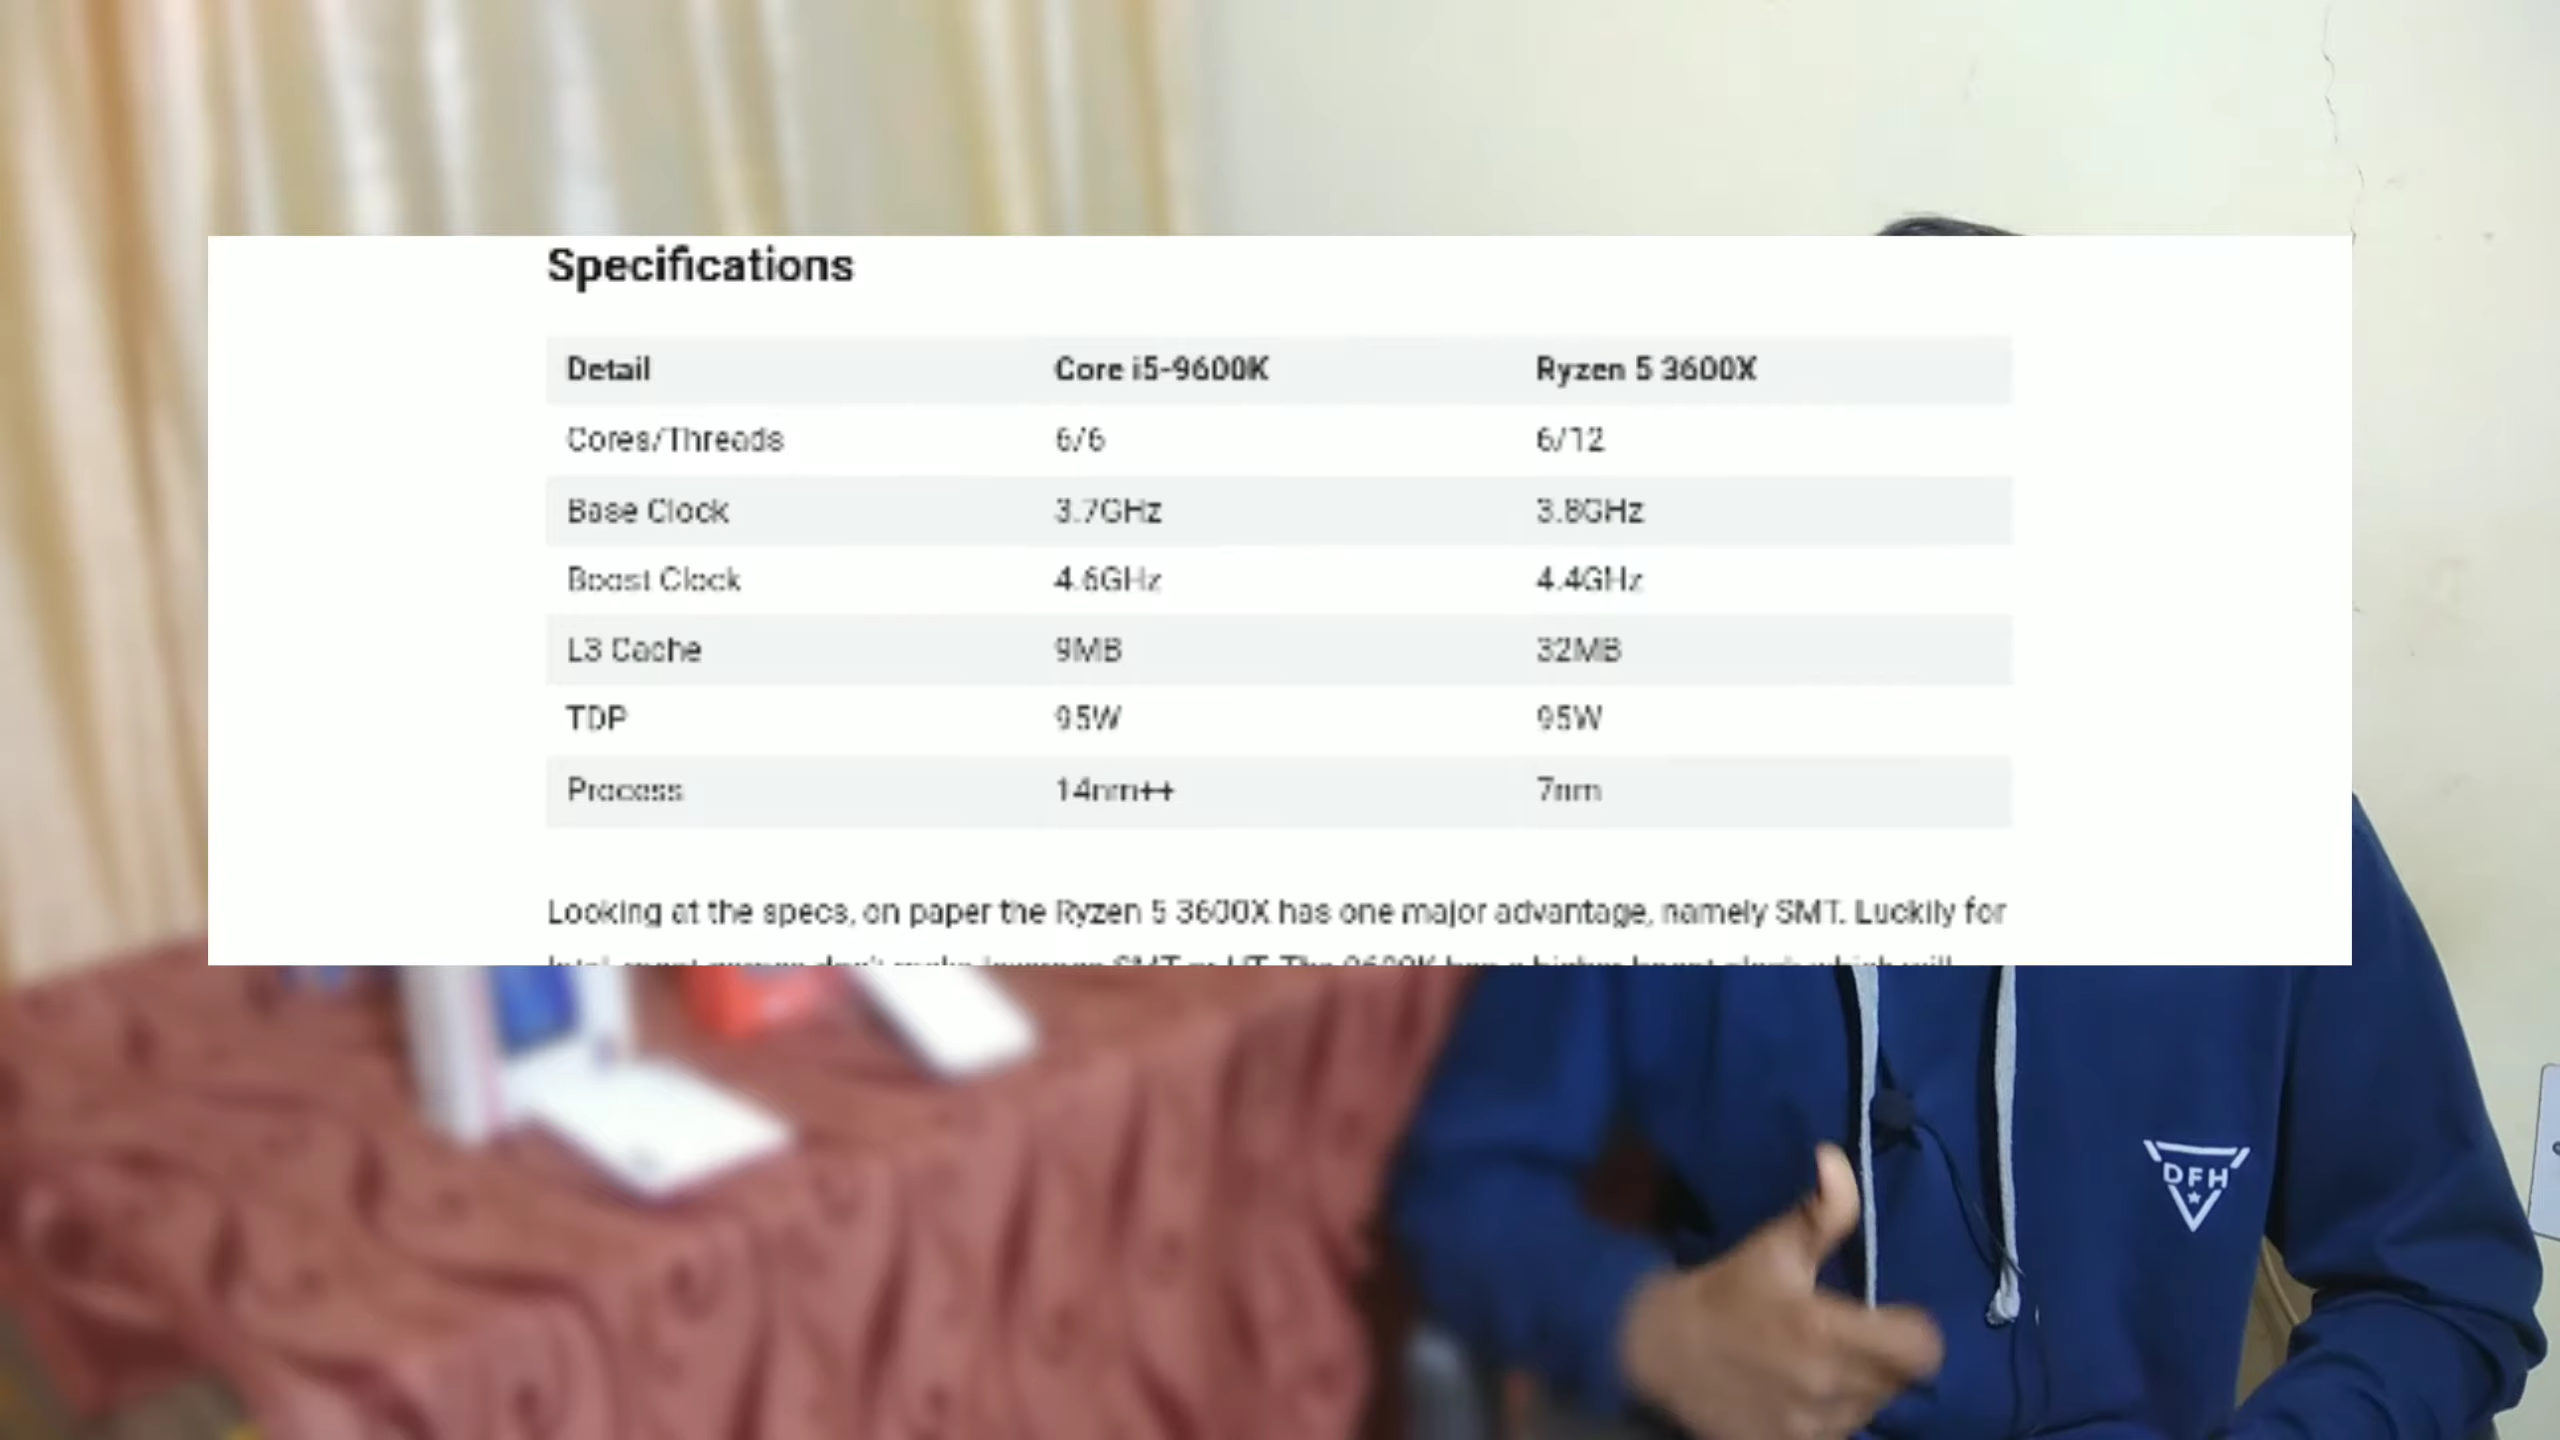 Specifications
Detail Core i5-9600K Ryzen 5 3600X
Cores/Threads 6/6 6/12
Base Clock 3.7GHz 3.8GHz
Boost Clock 4.6GHz 4.4GHz
L3 Cache 9MB 32MB
TDP 95W 95W
Process 14nm++ 7nm
Looking at the specs, on paper the Ryzen 5 3600X has one major advantage, namely SMT. Luckily for
DFH